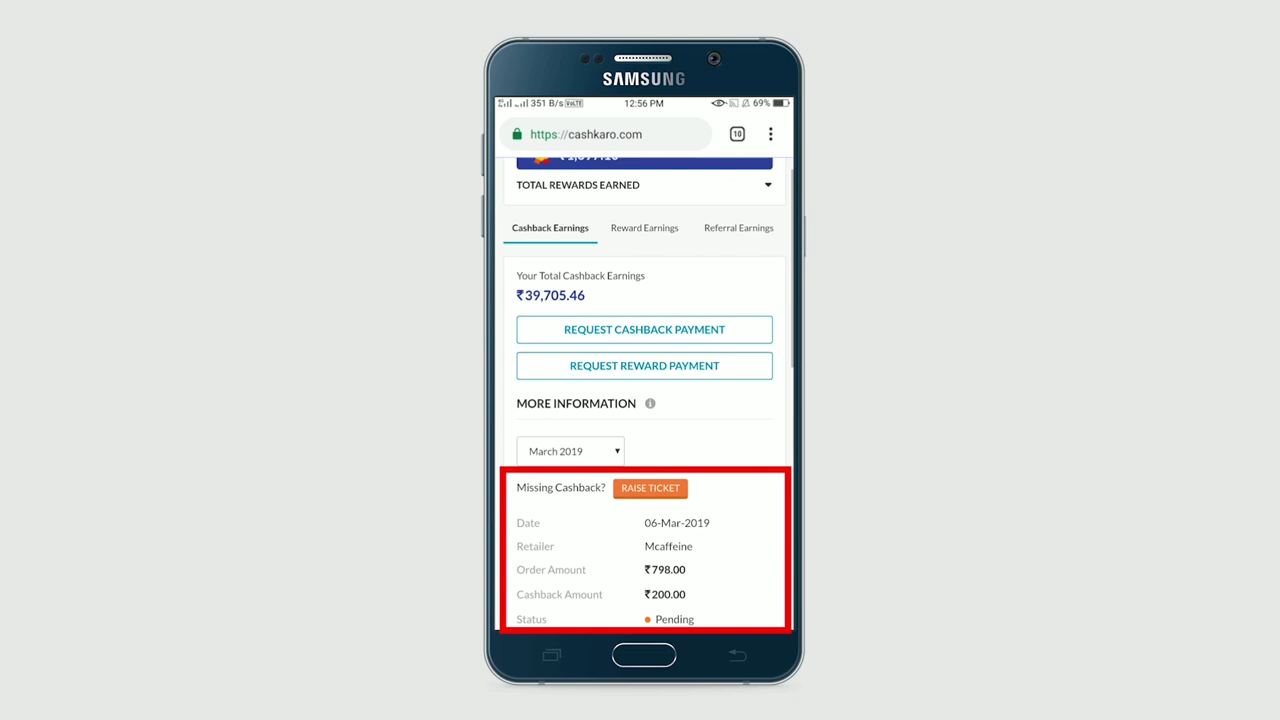 SAMSUNG
351 B/s VoLTE 12:56 PM 69%
https://cashkaro.com 10
TOTAL REWARDS EARNED
Cashback Earnings Reward Earnings Referral Earnings
Your Total Cashback Earnings
₹39,705.46
REQUEST CASHBACK PAYMENT
REQUEST REWARD PAYMENT
MORE INFORMATION
March 2019
Missing Cashback? RAISE TICKET
Date 06-Mar-2019
Retailer Mcaffeine
Order Amount ₹798.00
Cashback Amount ₹200.00
Status Pending